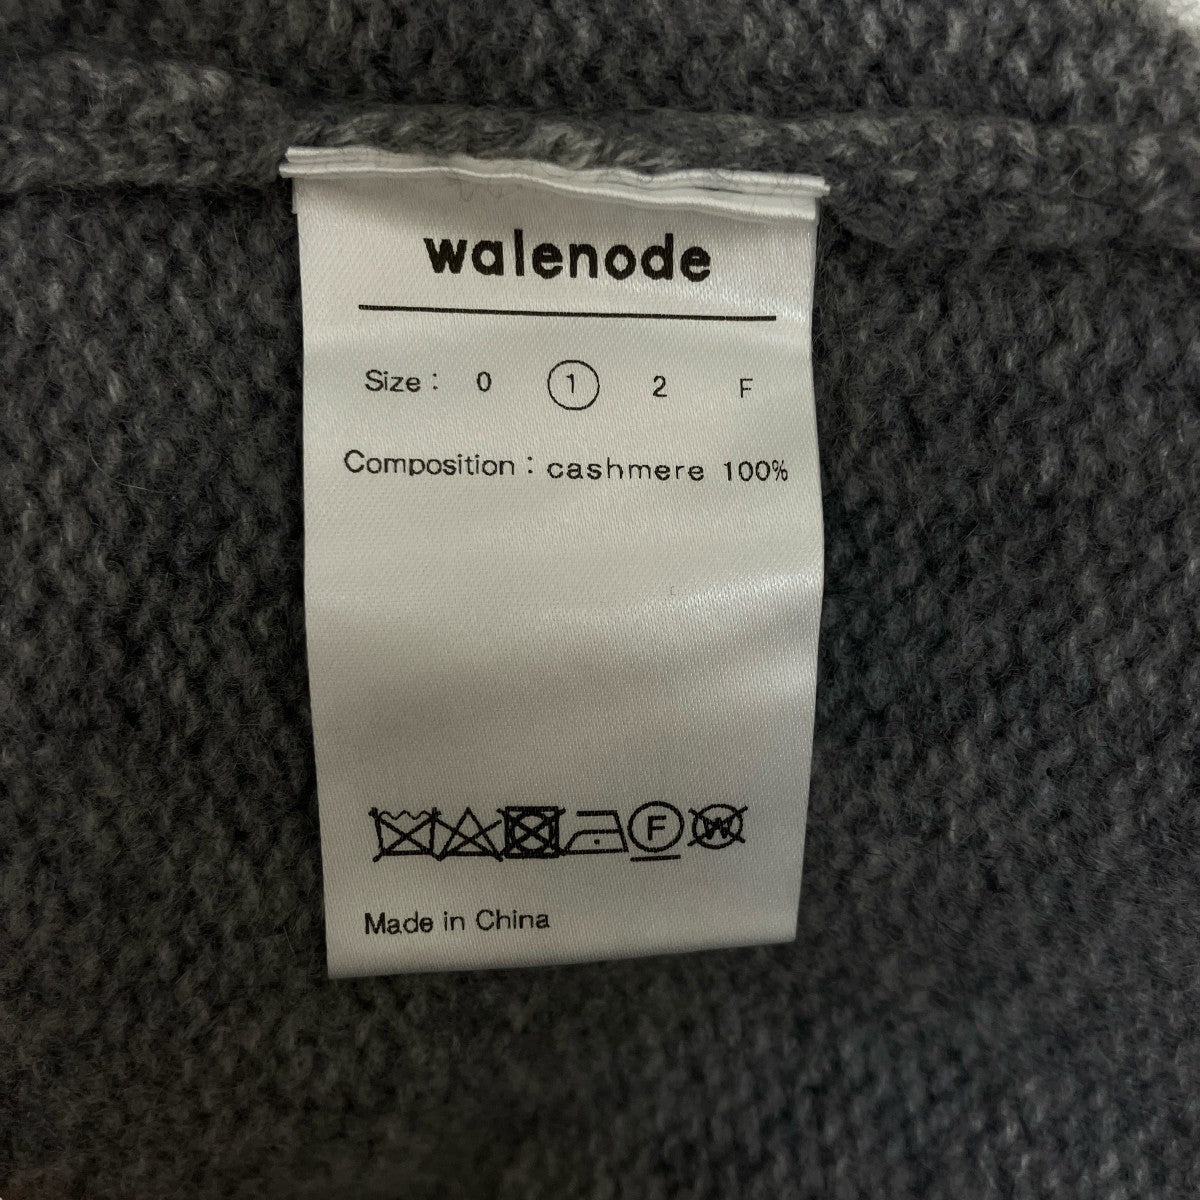 walenode
Size : 0 1 2 F
Composition : cashmere 100%
F W
Made in China